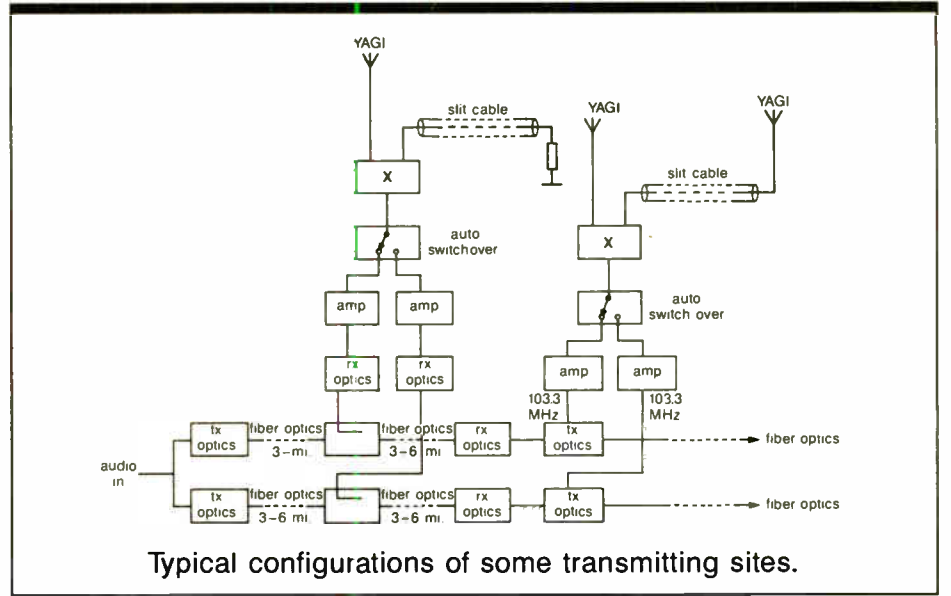 YAGI
slit cable
YAGI
YAGI
slit cable
X
X
auto
switchover
auto
switch over
amp
amp
rx
optics
rx
optics
amp
amp
103.3
MHz
103.3
MHz
tx
optics
fiber optics
3-mi.
fiber optics
3-6 mi.
rx
optics
tx
optics
fiber optics
audio
in
tx
optics
fiber optics
3-6 mi.
fiber optics
3-6 mi.
rx
optics
tx
optics
fiber optics
Typical configurations of some transmitting sites.